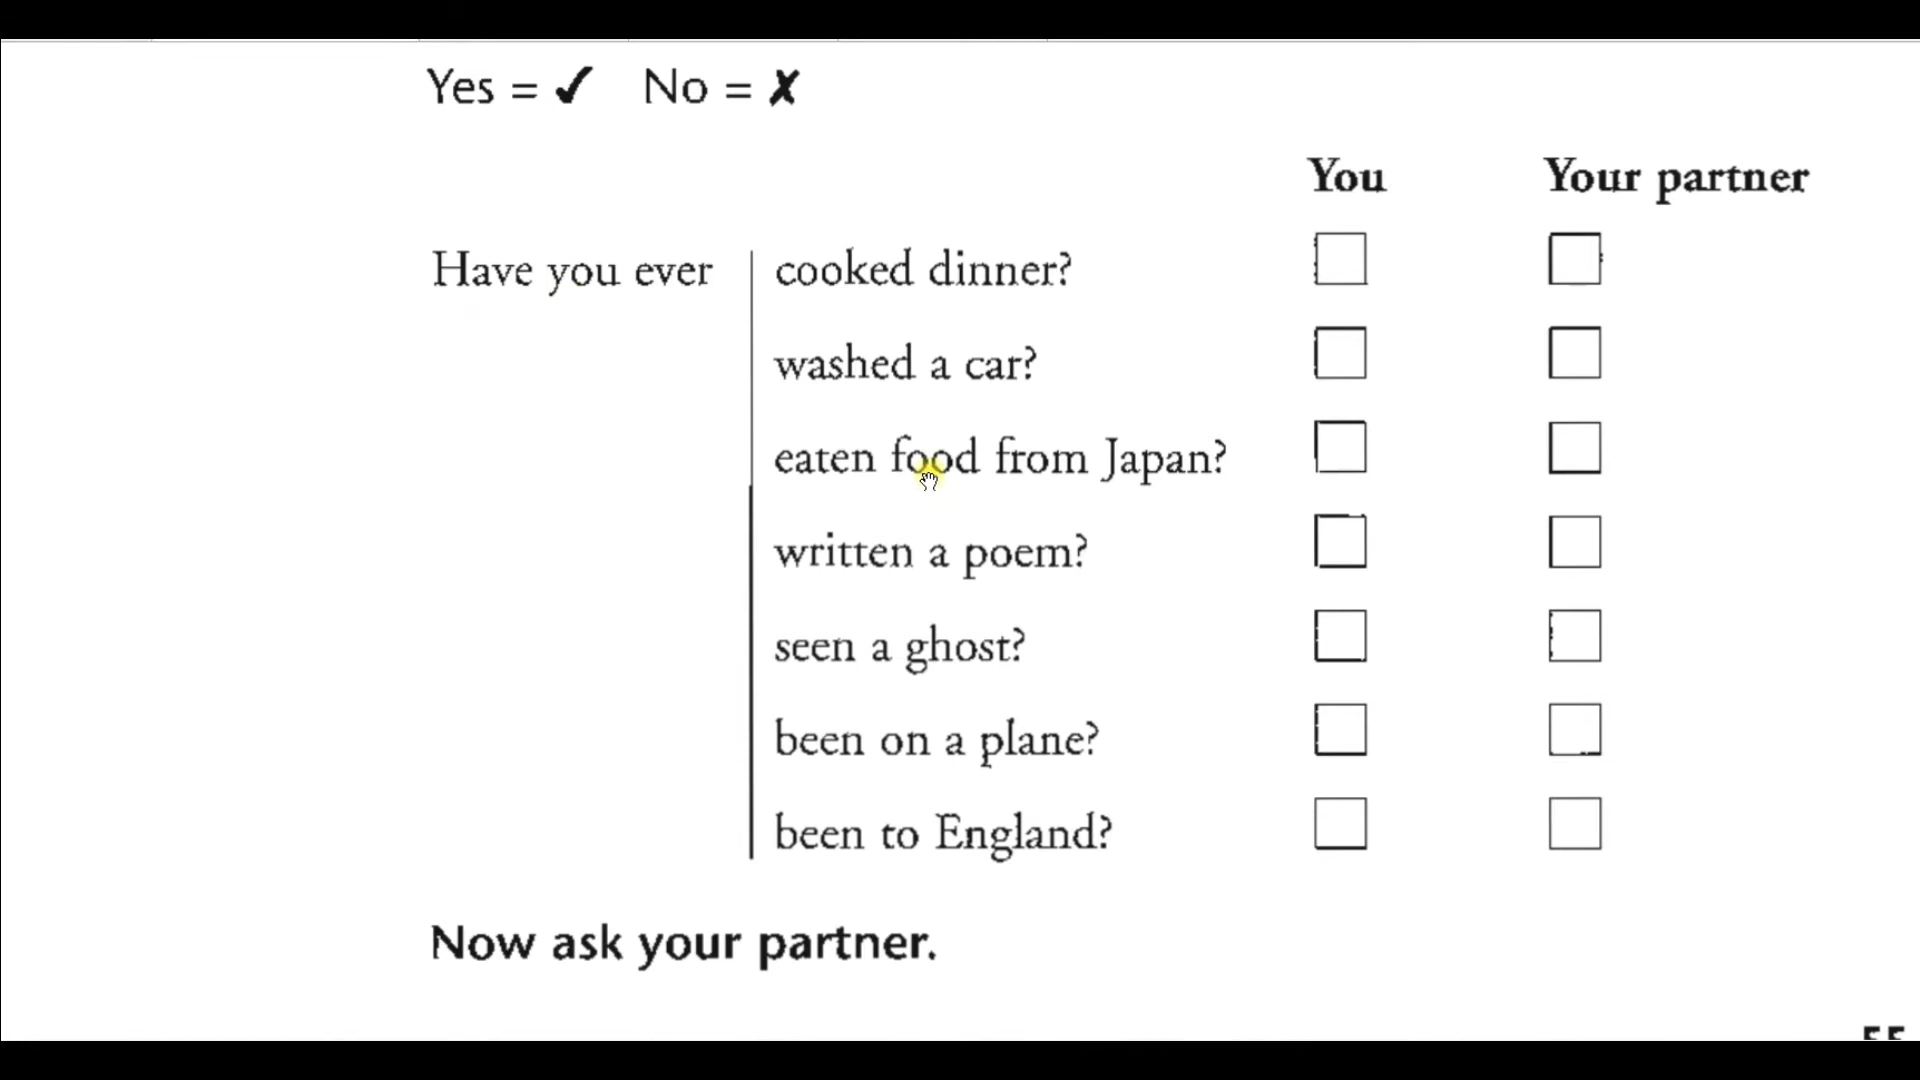 Yes = ✓ No = ✗
You Your partner
Have you ever cooked dinner?
washed a car?
eaten food from Japan?
written a poem?
seen a ghost?
been on a plane?
been to England?
Now ask your partner.